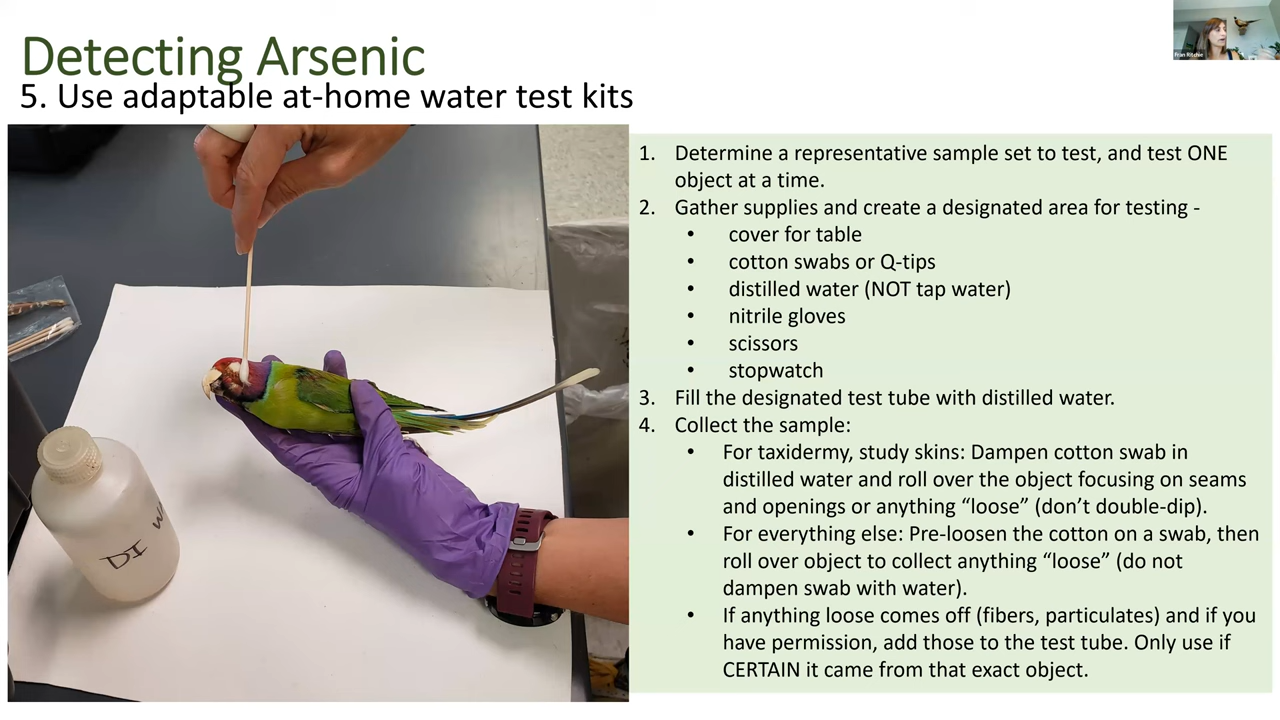 Detecting Arsenic
5. Use adaptable at-home water test kits
Fran Ritchie
1. Determine a representative sample set to test, and test ONE
object at a time.
2. Gather supplies and create a designated area for testing -
• cover for table
• cotton swabs or Q-tips
• distilled water (NOT tap water)
• nitrile gloves
• scissors
• stopwatch
3. Fill the designated test tube with distilled water.
4. Collect the sample:
• For taxidermy, study skins: Dampen cotton swab in
distilled water and roll over the object focusing on seams
and openings or anything “loose” (don’t double-dip).
• For everything else: Pre-loosen the cotton on a swab, then
roll over object to collect anything “loose” (do not
dampen swab with water).
• If anything loose comes off (fibers, particulates) and if you
have permission, add those to the test tube. Only use if
CERTAIN it came from that exact object.
DI